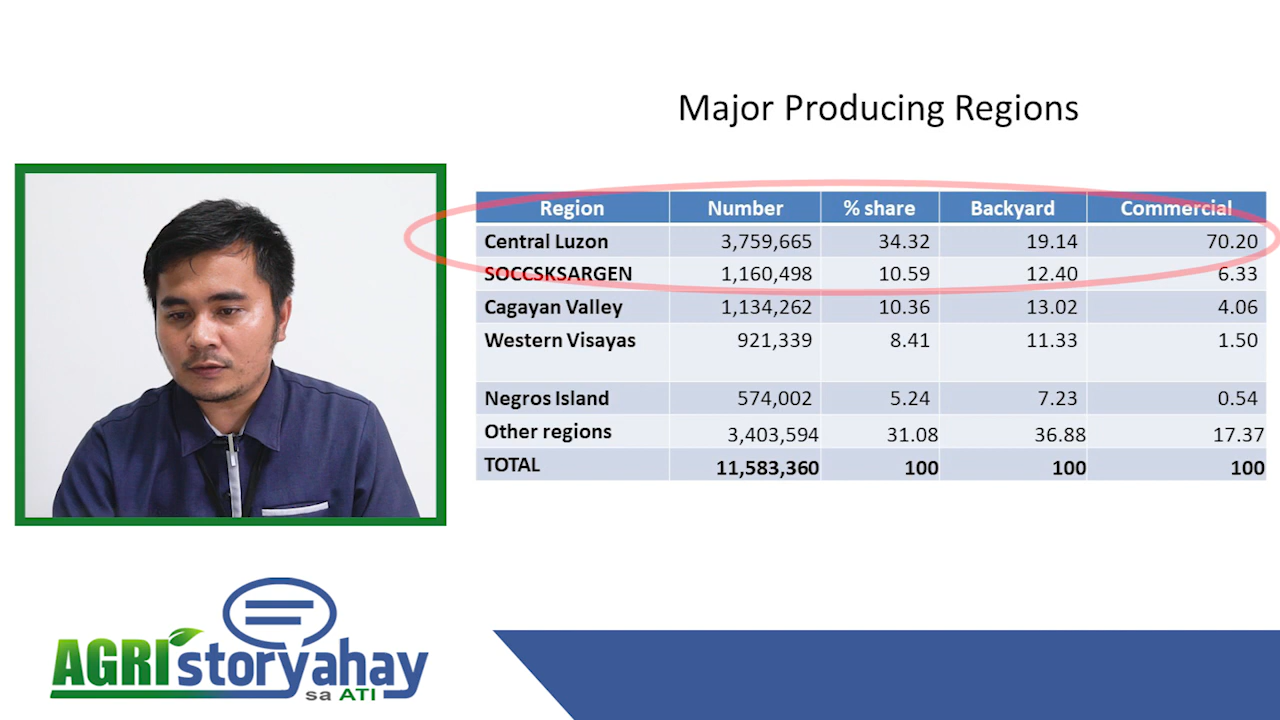 Major Producing Regions
Region Number % share Backyard Commercial
Central Luzon 3,759,665 34.32 19.14 70.20
SOCCSKSARGEN 1,160,498 10.59 12.40 6.33
Cagayan Valley 1,134,262 10.36 13.02 4.06
Western Visayas 921,339 8.41 11.33 1.50
Negros Island 574,002 5.24 7.23 0.54
Other regions 3,403,594 31.08 36.88 17.37
TOTAL 11,583,360 100 100 100
AGRIstoryahay
sa ATI